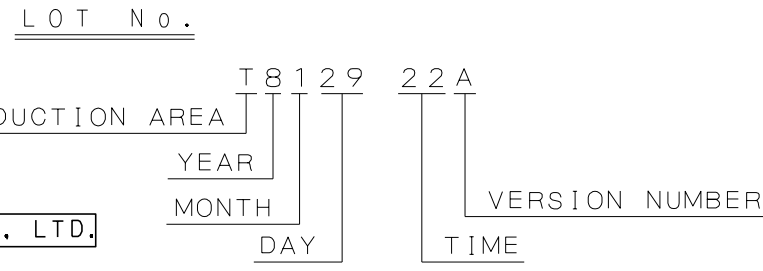 LOT No.
T8129 22A
DUCTION AREA
YEAR
MONTH
VERSION NUMBER
, LTD.
DAY
TIME